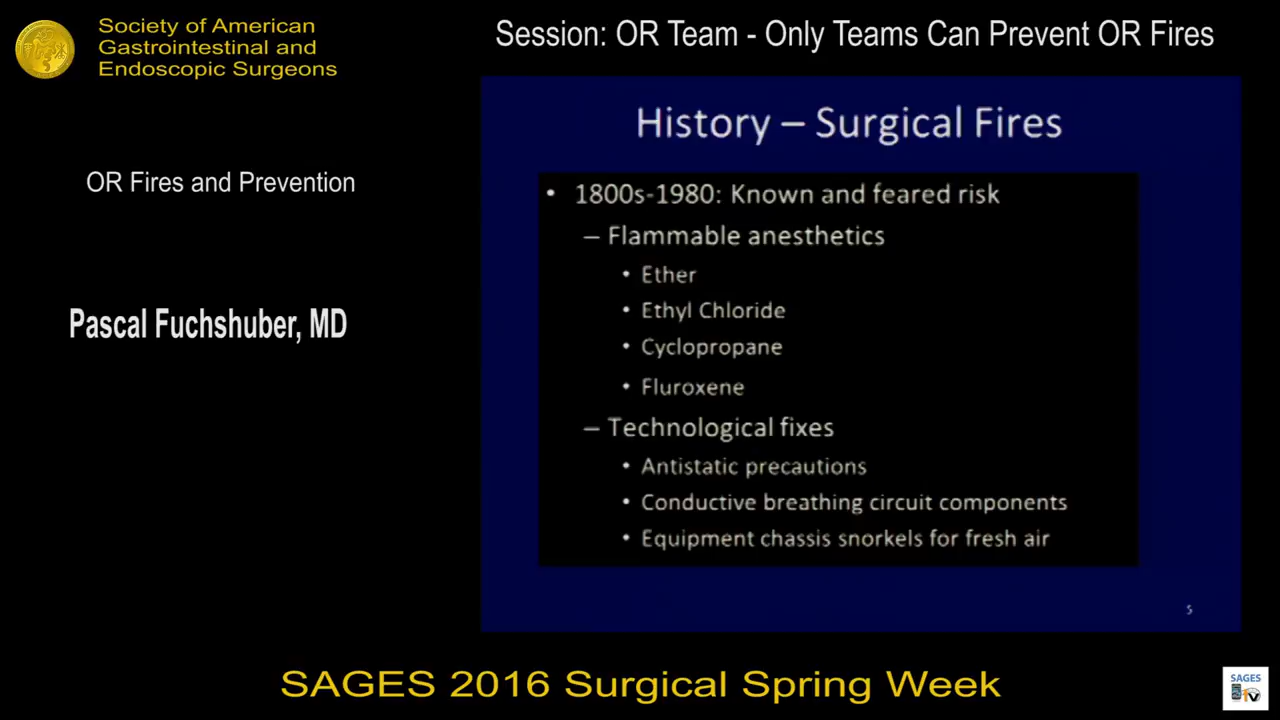 Society of American
Gastrointestinal and
Endoscopic Surgeons
Session: OR Team - Only Teams Can Prevent OR Fires
OR Fires and Prevention
Pascal Fuchshuber, MD
History – Surgical Fires
• 1800s-1980: Known and feared risk
– Flammable anesthetics
• Ether
• Ethyl Chloride
• Cyclopropane
• Fluroxene
– Technological fixes
• Antistatic precautions
• Conductive breathing circuit components
• Equipment chassis snorkels for fresh air
5
SAGES 2016 Surgical Spring Week
SAGES
TV